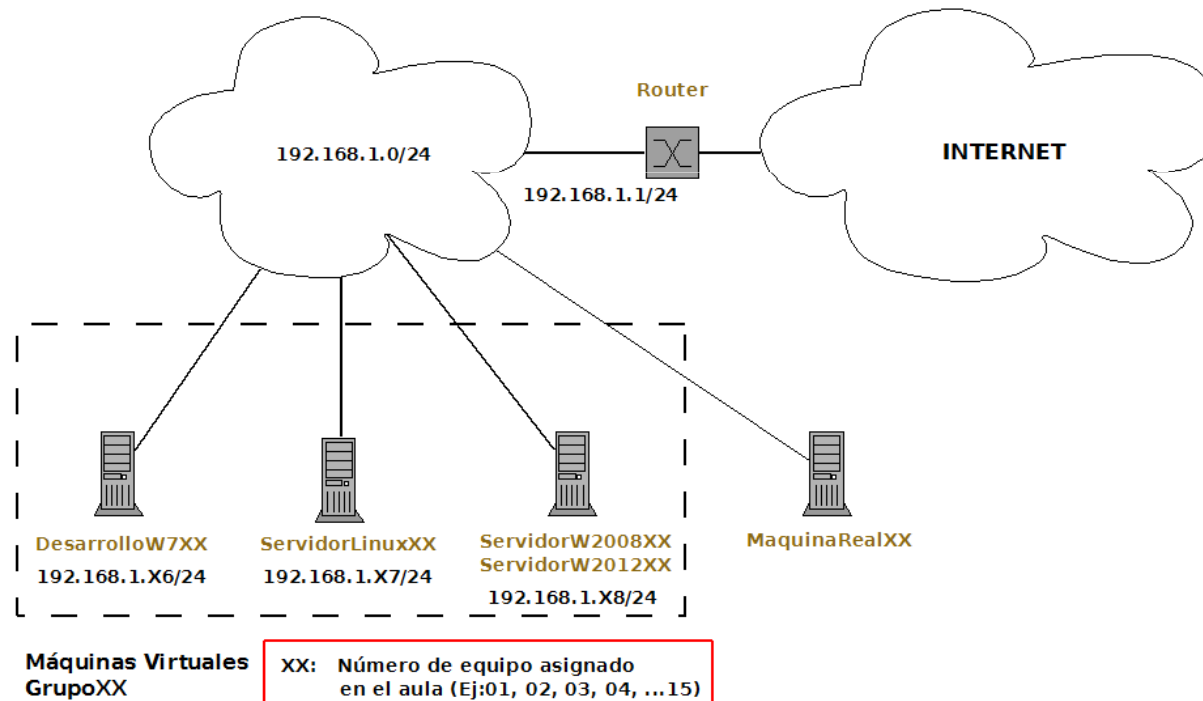 Router
192.168.1.0/24
INTERNET
192.168.1.1/24
DesarrolloW7XX
192.168.1.X6/24
ServidorLinuxXX
192.168.1.X7/24
ServidorW2008XX
ServidorW2012XX
192.168.1.X8/24
MaquinaRealXX
Máquinas Virtuales
GrupoXX
XX: Número de equipo asignado
en el aula (Ej:01, 02, 03, 04, ...15)